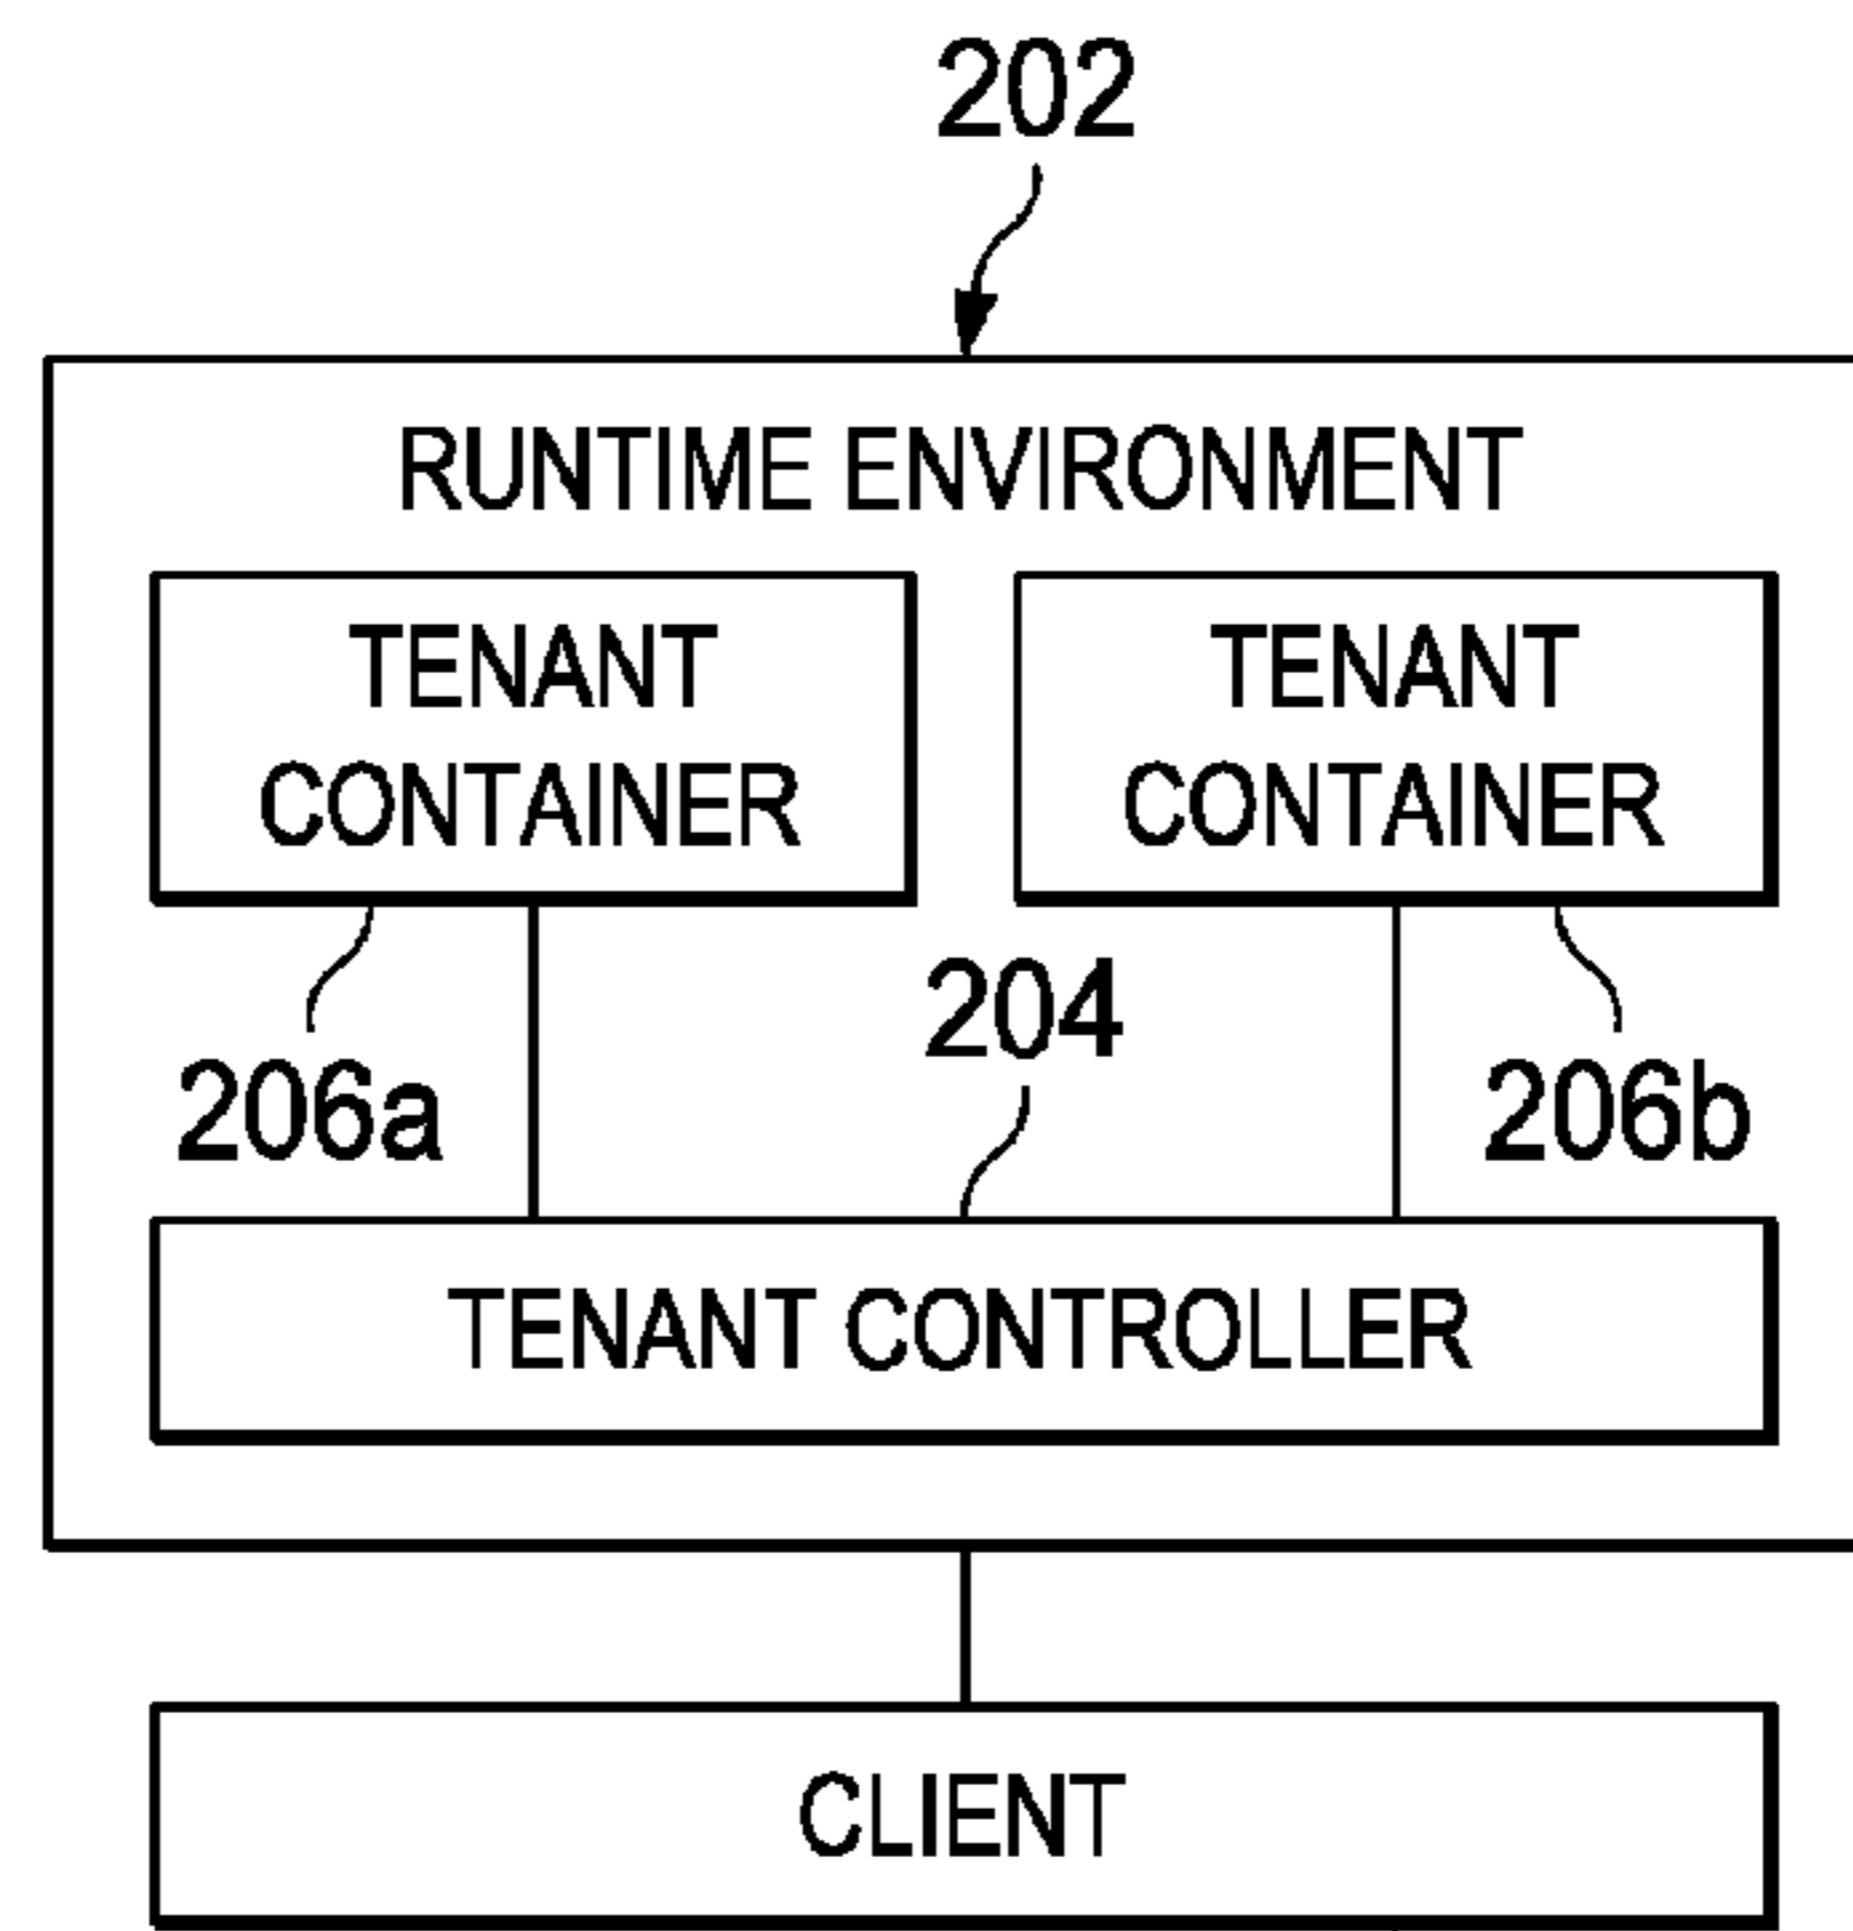 202
RUNTIME ENVIRONMENT
TENANT
CONTAINER
TENANT
CONTAINER
206a
204
206b
TENANT CONTROLLER
CLIENT